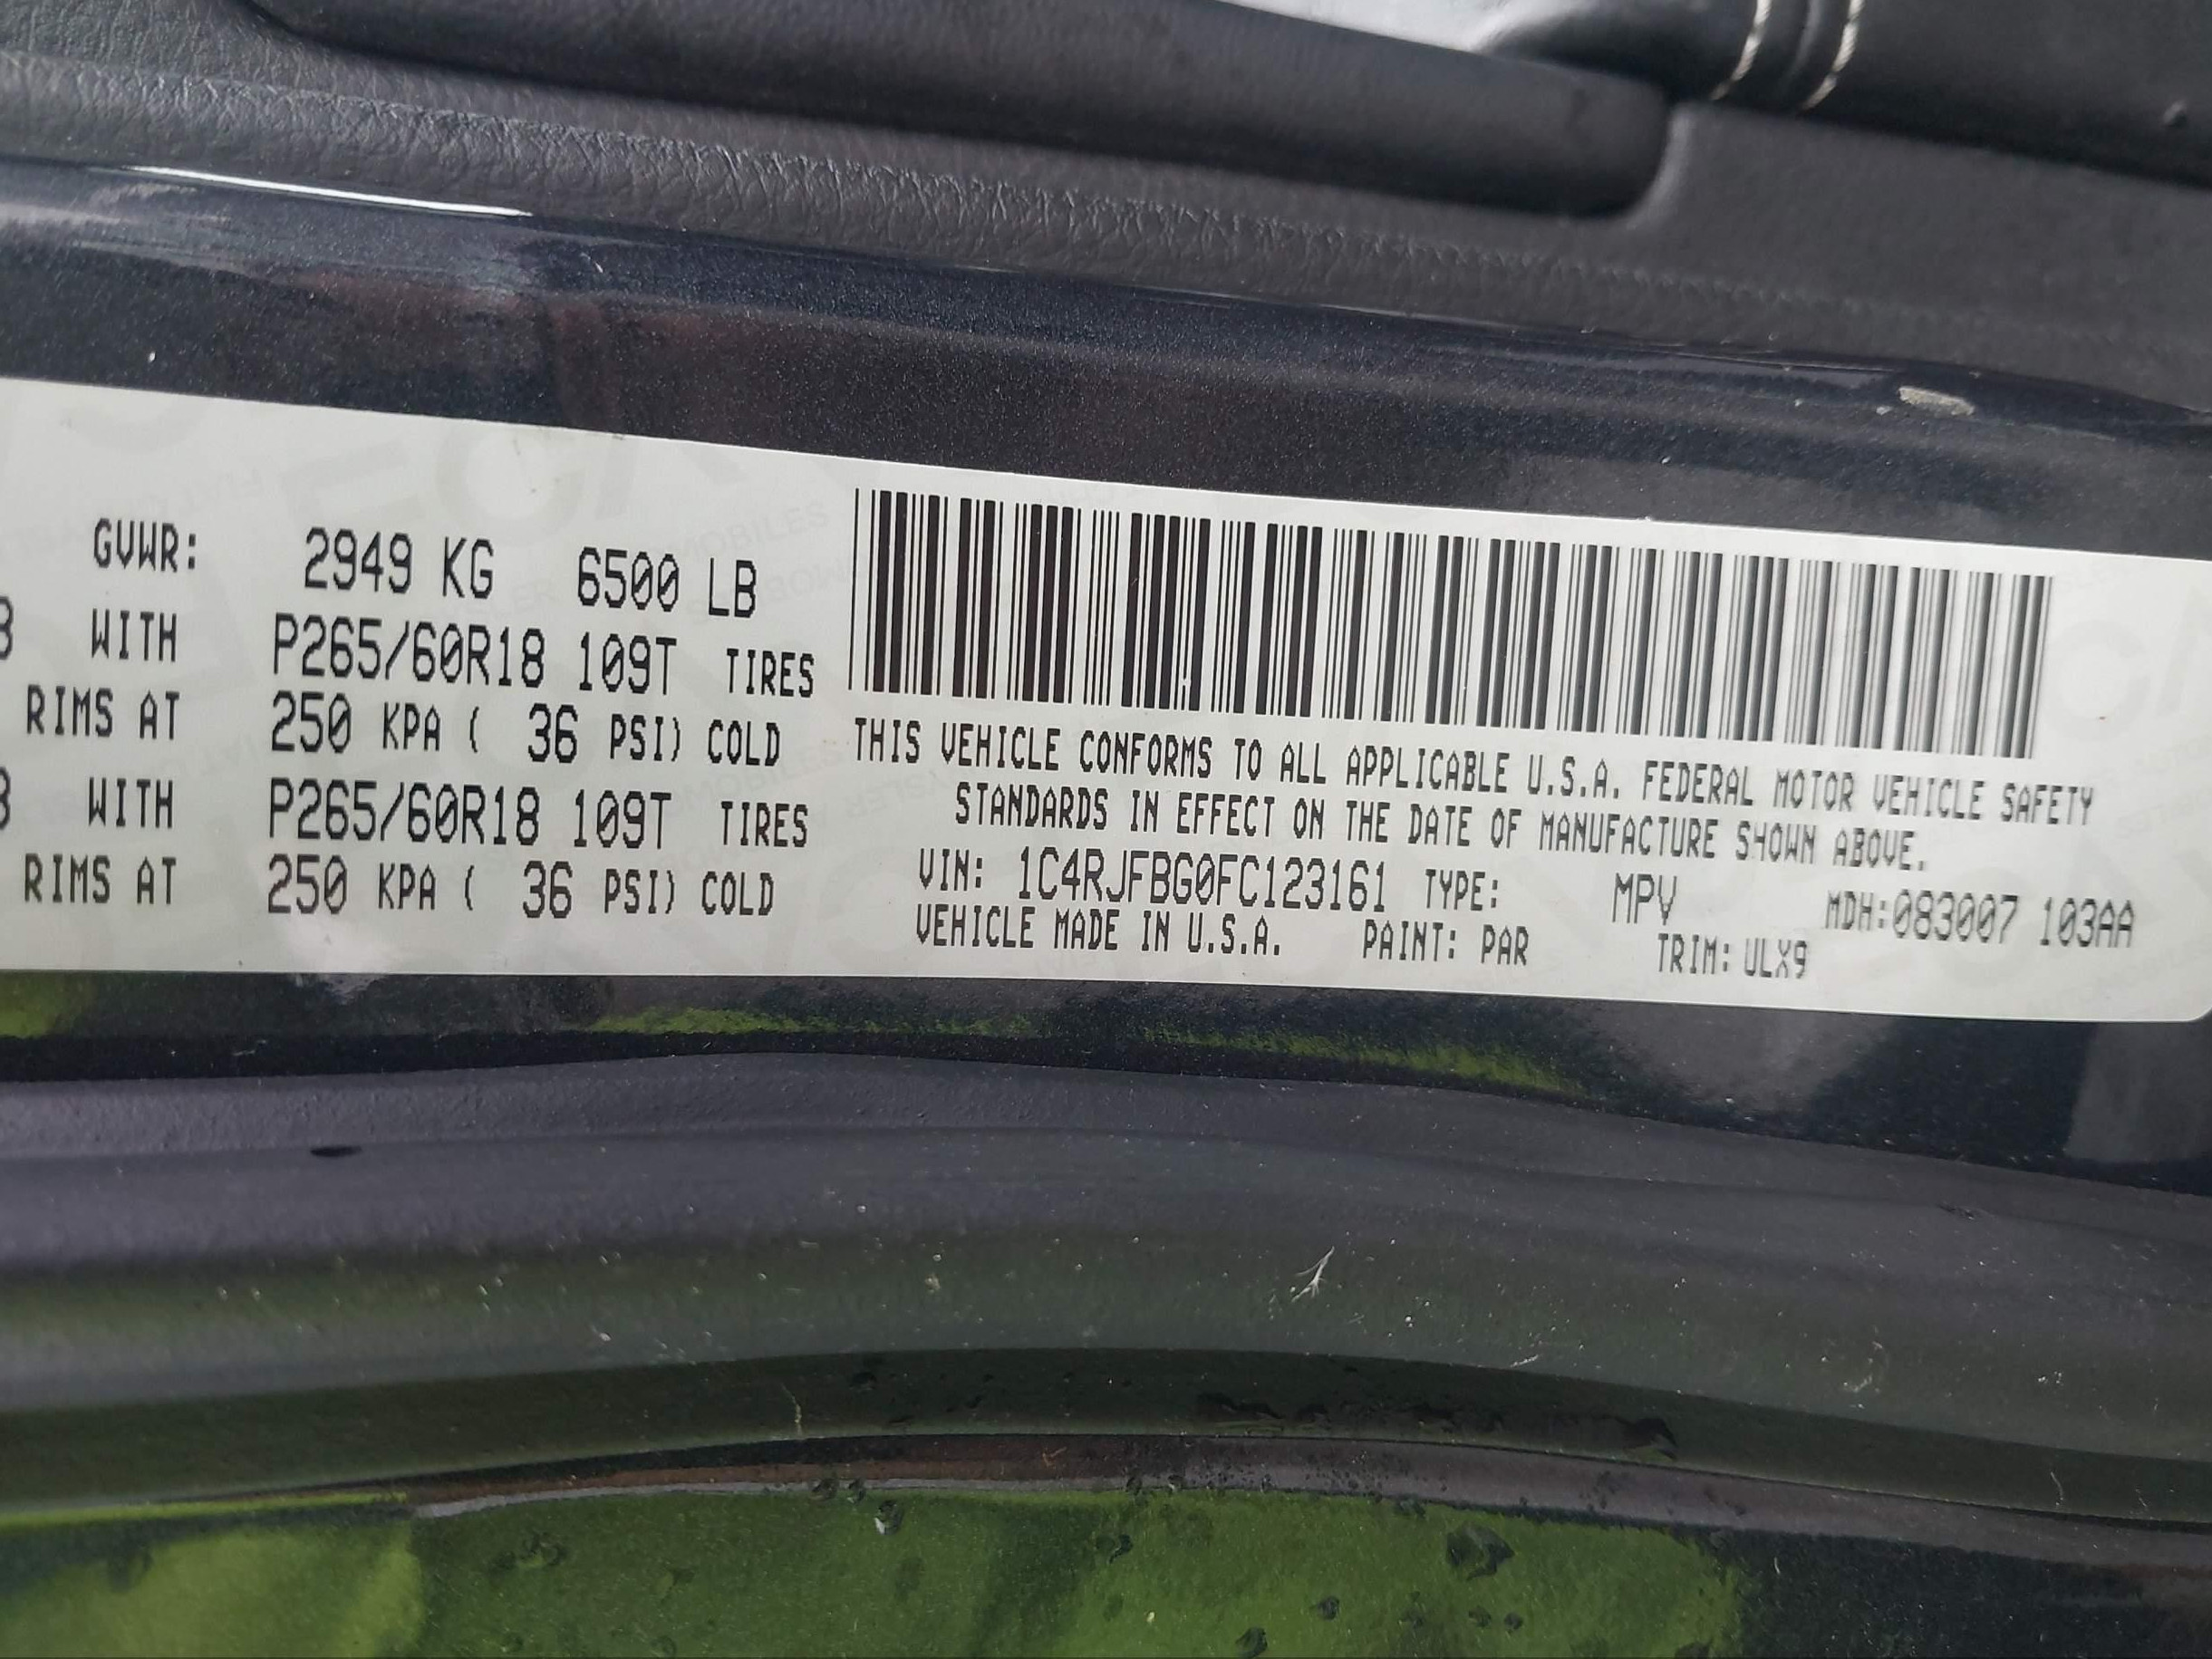 GVWR: 2949 KG 6500 LB
WITH P265/60R18 109T TIRES
RIMS AT 250 KPA ( 36 PSI) COLD
WITH P265/60R18 109T TIRES
RIMS AT 250 KPA ( 36 PSI) COLD
THIS VEHICLE CONFORMS TO ALL APPLICABLE U.S.A. FEDERAL MOTOR VEHICLE SAFETY
STANDARDS IN EFFECT ON THE DATE OF MANUFACTURE SHOWN ABOVE.
VIN: 1C4RJFBG0FC123161 TYPE: MPV MDH:083007 103AA
VEHICLE MADE IN U.S.A. PAINT: PAR TRIM: ULX9